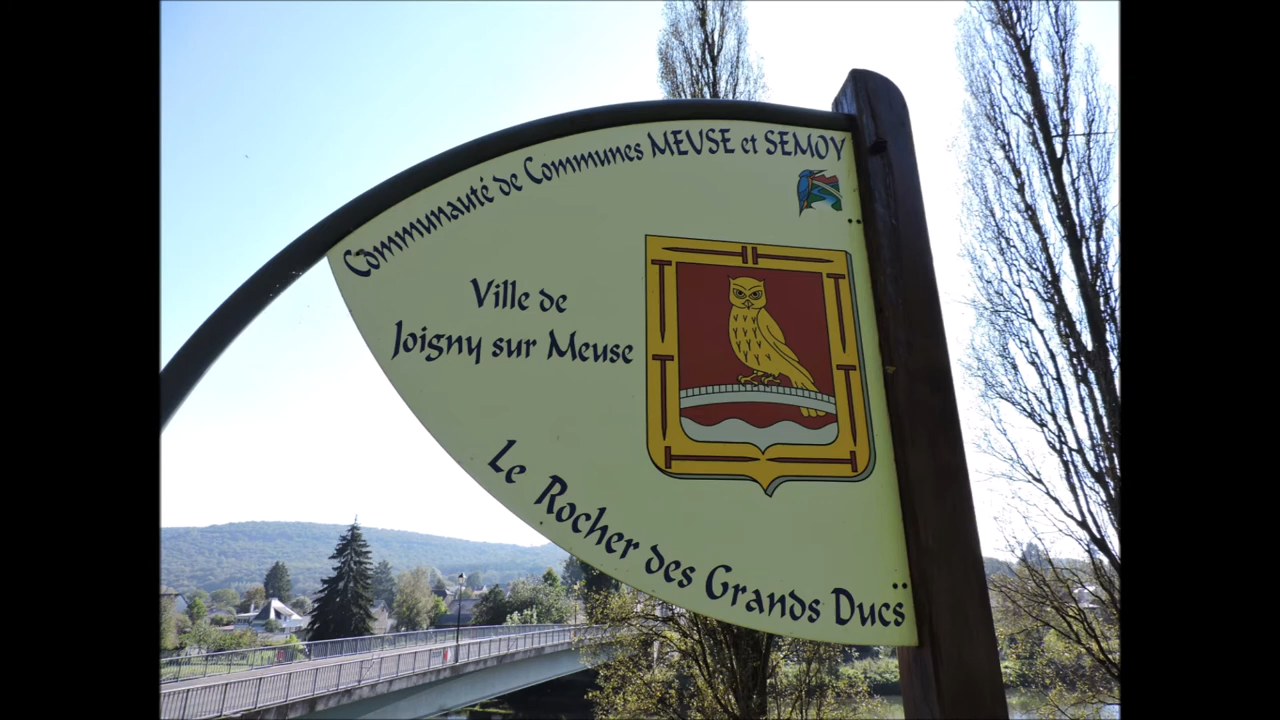 Communauté de Communes MEUSE et SEMOY
Ville de
Joigny sur Meuse
Le Rocher des Grands Ducs